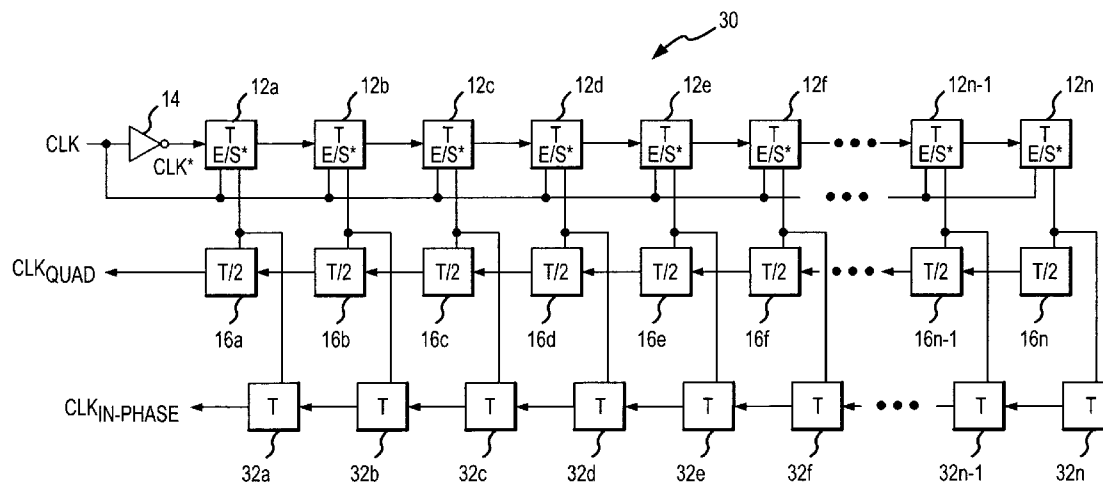 30
12a 12b 12c 12d 12e 12f 12n-1 12n
14
CLK
T T T T T T T T
E/S* E/S* E/S* E/S* E/S* E/S* E/S* E/S*
CLK*
CLKQUAD T/2 T/2 T/2 T/2 T/2 T/2 T/2 T/2
16a 16b 16c 16d 16e 16f 16n-1 16n
CLKIN-PHASE T T T T T T T T
32a 32b 32c 32d 32e 32f 32n-1 32n